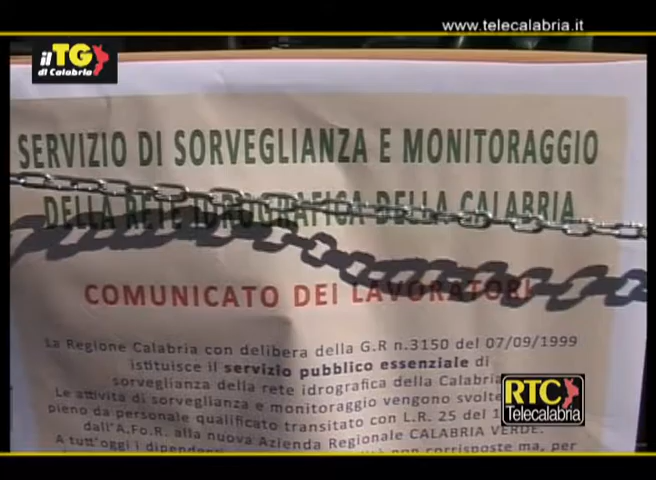 www.telecalabria.it
il TG
di Calabria
SERVIZIO DI SORVEGLIANZA E MONITORAGGIO
DELLA RETE IDROGRAFICA DELLA CALABRIA
COMUNICATO DEI LAVORATORI
La Regione Calabria con delibera della G.R n.3150 del 07/09/1999
istituisce il servizio pubblico essenziale di
sorveglianza della rete idrografica della Calabria
Le attività di sorveglianza e monitoraggio vengono svolte
pieno da personale qualificato transitato con L.R. 25 del
dall'A.Fo.R. alla nuova Azienda Regionale CALABRIA VERDE.
A tutt'oggi i dipendenti non corrisposte ma, per
RTC
Telecalabria